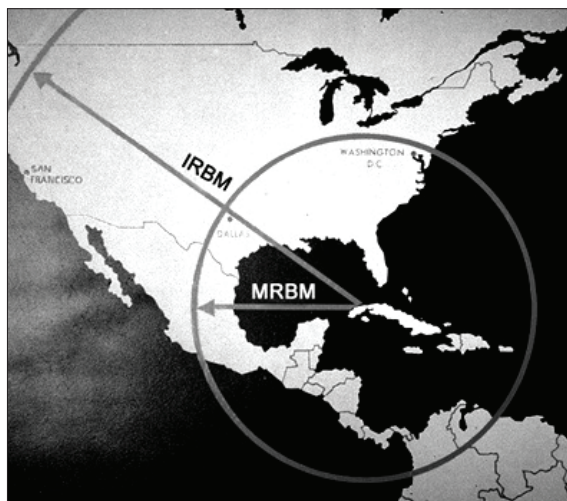 WASHINGTON
D.C.
IRBM
SAN
FRANCISCO
DALLAS
MRBM